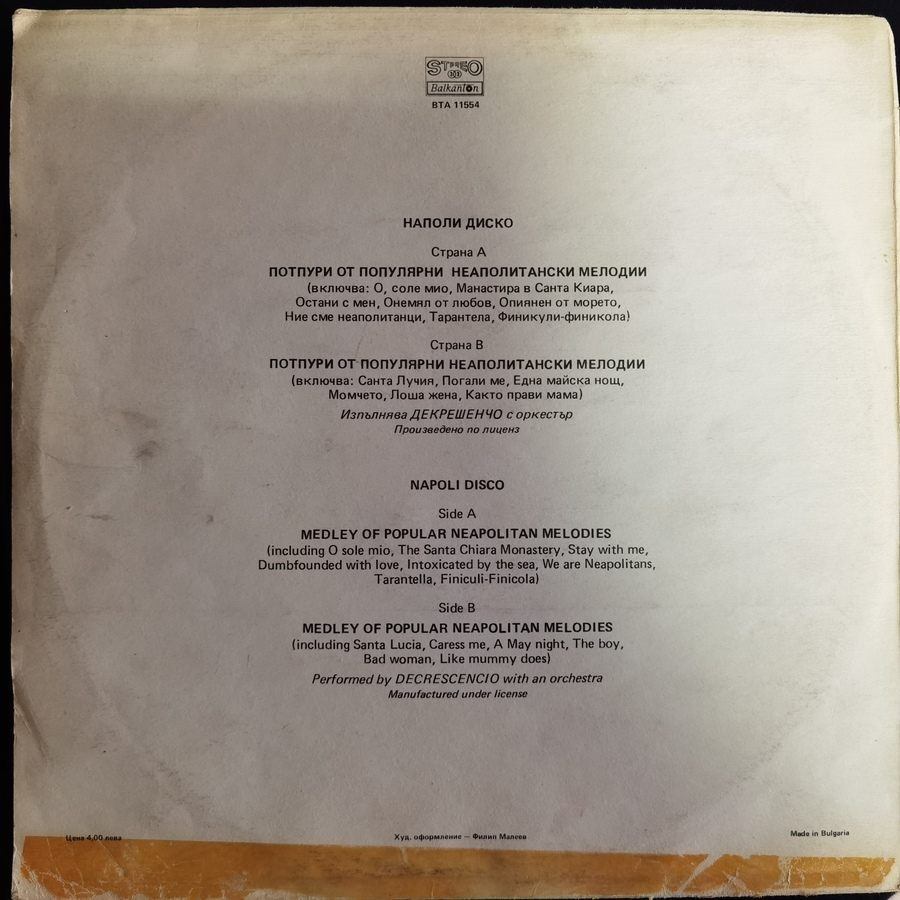 STEREO
Balkanton
BTA 11554
НАПОЛИ ДИСКО
Страна А
ПОТПУРИ ОТ ПОПУЛЯРНИ НЕАПОЛИТАНСКИ МЕЛОДИИ
(включва: О, соле мио, Манастира в Санта Киара,
Остани с мен, Онемял от любов, Опиянен от морето,
Ние сме неаполитанци, Тарантела, Финикули-финикола)
Страна В
ПОТПУРИ ОТ ПОПУЛЯРНИ НЕАПОЛИТАНСКИ МЕЛОДИИ
(включва: Санта Лучия, Погали ме, Една майска нощ,
Момчето, Лоша жена, Както прави мама)
Изпълнява ДЕКРЕШЕНЧО с оркестър
Произведено по лиценз
NAPOLI DISCO
Side A
MEDLEY OF POPULAR NEAPOLITAN MELODIES
(including O sole mio, The Santa Chiara Monastery, Stay with me,
Dumbfounded with love, Intoxicated by the sea, We are Neapolitans,
Tarantella, Finiculi-Finicola)
Side B
MEDLEY OF POPULAR NEAPOLITAN MELODIES
(including Santa Lucia, Caress me, A May night, The boy,
Bad woman, Like mummy does)
Performed by DECRESCENCIO with an orchestra
Manufactured under license
Цена 4,00 лева
Худ. оформление — Филип Малеев
Made in Bulgaria